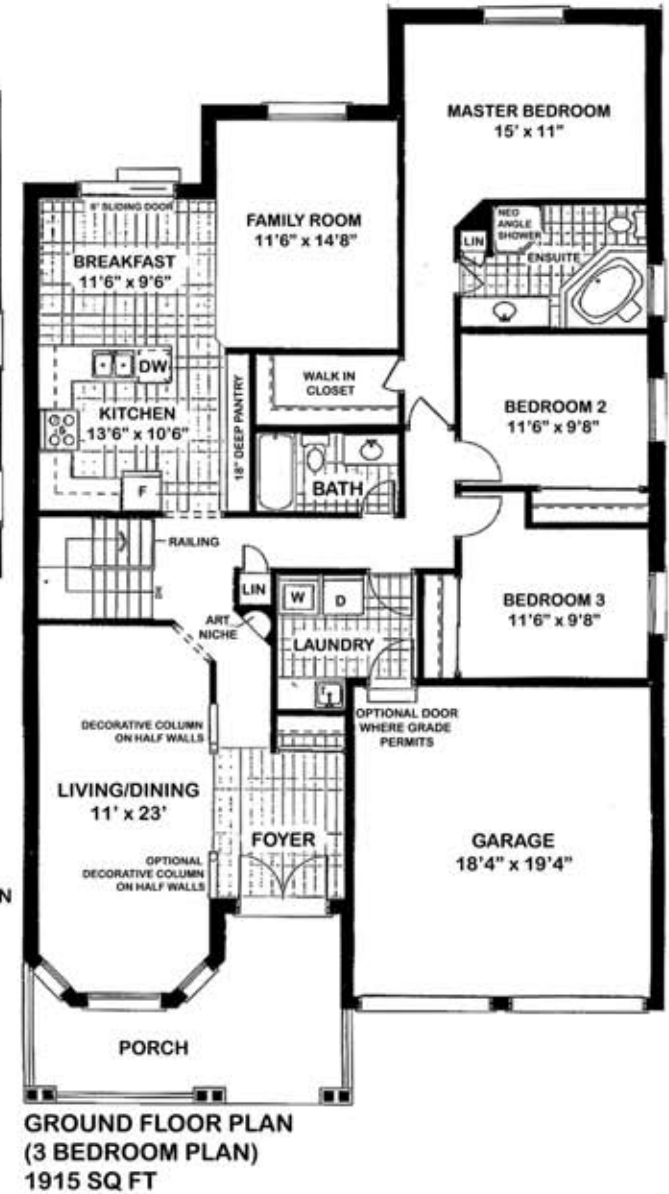 MASTER BEDROOM
15' x 11"
FAMILY ROOM
11'6" x 14'8"
6' SLIDING DOOR
BREAKFAST
11'6" x 9'6"
NEO
ANGLE
SHOWER
LIN
ENSUITE
DW
KITCHEN
13'6" x 10'6"
F
18" DEEP PANTRY
WALK IN
CLOSET
BATH
BEDROOM 2
11'6" x 9'8"
RAILING
LIN
W
D
ART
NICHE
LAUNDRY
BEDROOM 3
11'6" x 9'8"
OPTIONAL DOOR
WHERE GRADE
PERMITS
DECORATIVE COLUMN
ON HALF WALLS
LIVING/DINING
11' x 23'
FOYER
OPTIONAL
DECORATIVE COLUMN
ON HALF WALLS
GARAGE
18'4" x 19'4"
N
PORCH
GROUND FLOOR PLAN
(3 BEDROOM PLAN)
1915 SQ FT